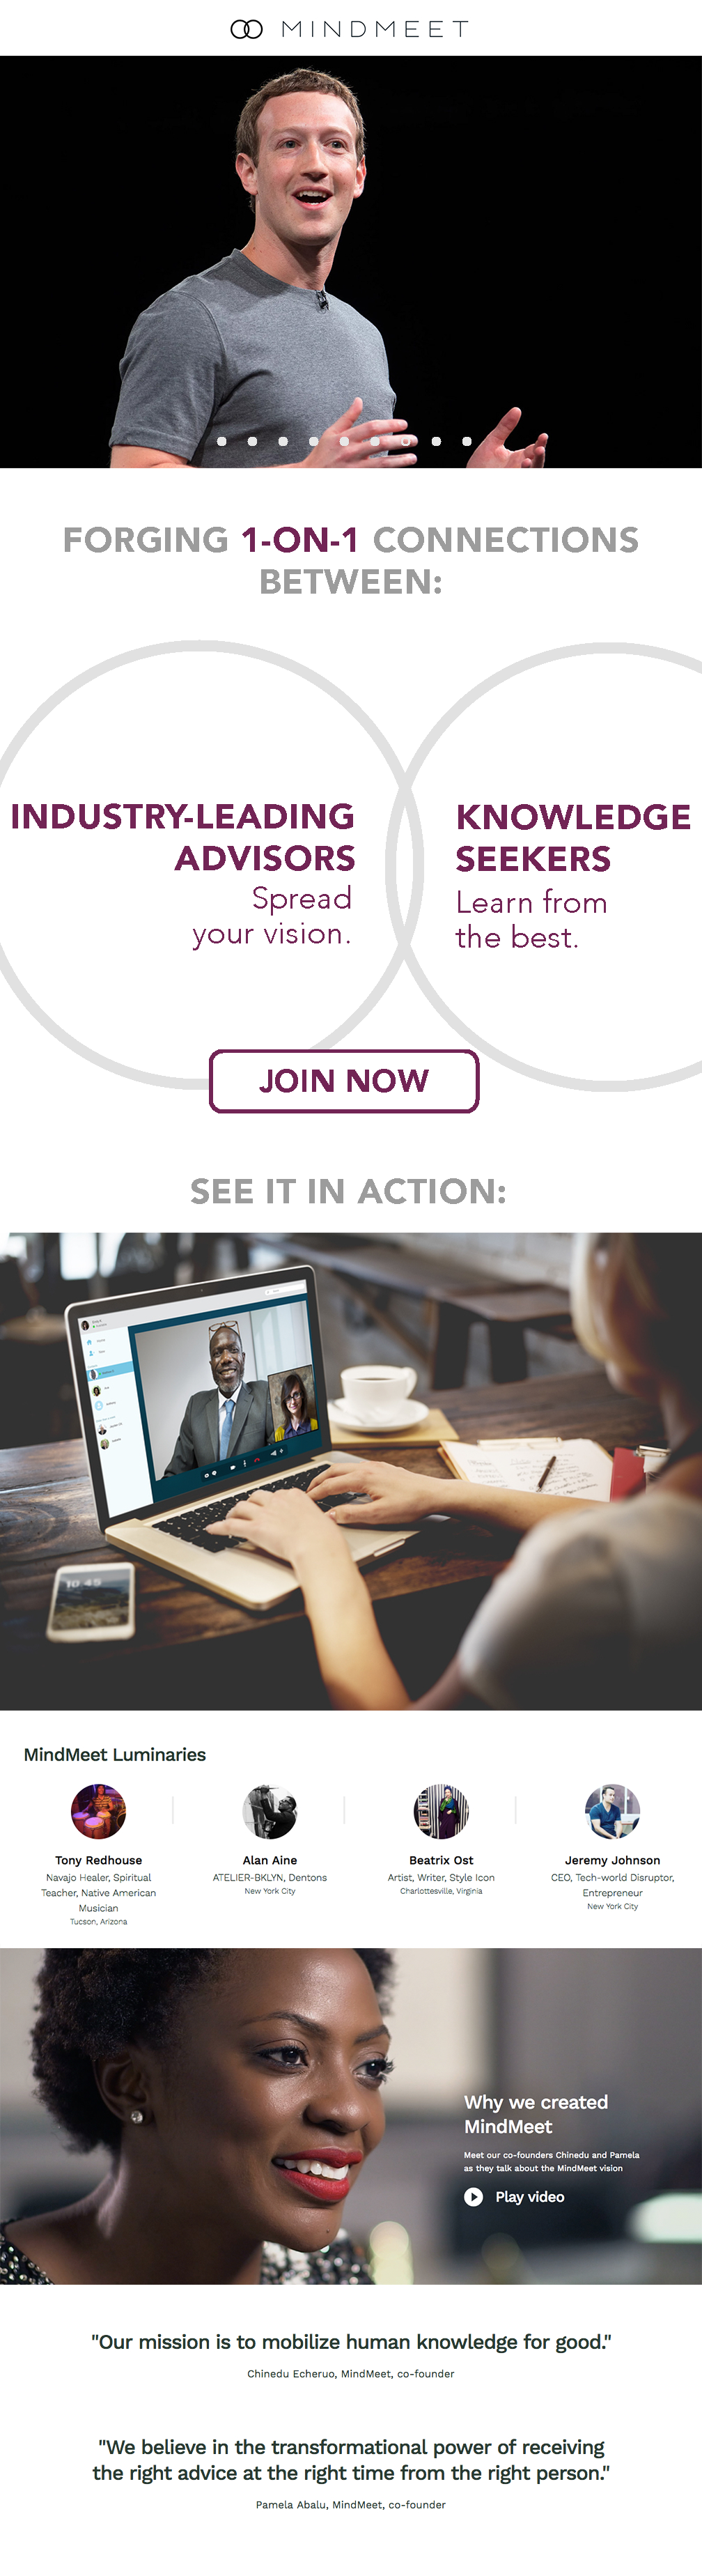 MINDMEET
FORGING 1-ON-1 CONNECTIONS
BETWEEN:
INDUSTRY-LEADING
ADVISORS
Spread
your vision.
KNOWLEDGE
SEEKERS
Learn from
the best.
JOIN NOW
SEE IT IN ACTION:
10 45
MindMeet Luminaries
Tony Redhouse
Navajo Healer, Spiritual
Teacher, Native American
Musician
Tucson, Arizona
Alan Aine
ATELIER-BKLYN, Dentons
New York City
Beatrix Ost
Artist, Writer, Style Icon
Charlottesville, Virginia
Jeremy Johnson
CEO, Tech-world Disruptor,
Entrepreneur
New York City
Why we created
MindMeet
Meet our co-founders Chinedu and Pamela
as they talk about the MindMeet vision
Play video
"Our mission is to mobilize human knowledge for good."
Chinedu Echeruo, MindMeet, co-founder
"We believe in the transformational power of receiving
the right advice at the right time from the right person."
Pamela Abalu, MindMeet, co-founder